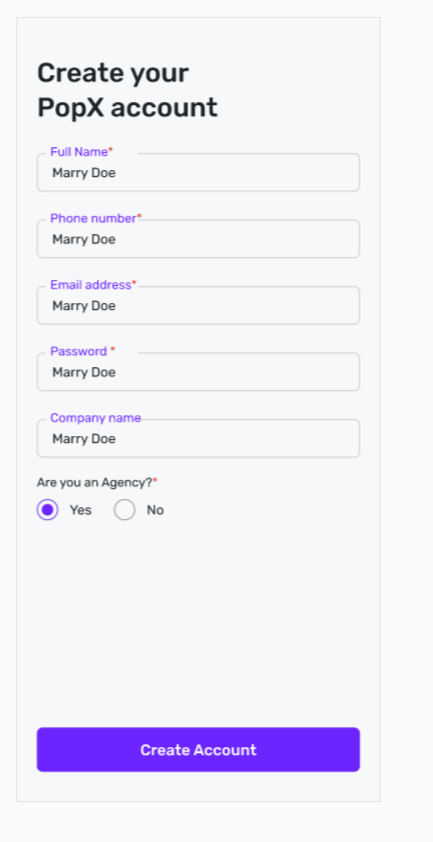 Create your
PopX account
Full Name*
Marry Doe
Phone number*
Marry Doe
Email address*
Marry Doe
Password *
Marry Doe
Company name
Marry Doe
Are you an Agency?*
Yes No
Create Account